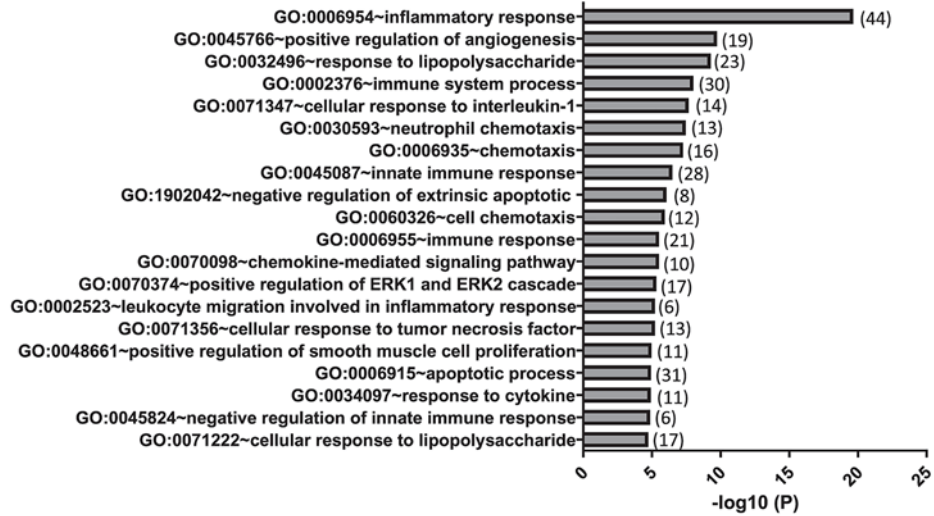 GO:0006954~inflammatory response (44)
GO:0045766~positive regulation of angiogenesis (19)
GO:0032496~response to lipopolysaccharide (23)
GO:0002376~immune system process (30)
GO:0071347~cellular response to interleukin-1 (14)
GO:0030593~neutrophil chemotaxis (13)
GO:0006935~chemotaxis (16)
GO:0045087~innate immune response (28)
GO:1902042~negative regulation of extrinsic apoptotic (8)
GO:0060326~cell chemotaxis (12)
GO:0006955~immune response (21)
GO:0070098~chemokine-mediated signaling pathway (10)
GO:0070374~positive regulation of ERK1 and ERK2 cascade (17)
GO:0002523~leukocyte migration involved in inflammatory response (6)
GO:0071356~cellular response to tumor necrosis factor (13)
GO:0048661~positive regulation of smooth muscle cell proliferation (11)
GO:0006915~apoptotic process (31)
GO:0034097~response to cytokine (11)
GO:0045824~negative regulation of innate immune response (6)
GO:0071222~cellular response to lipopolysaccharide (17)
0 5 10 15 20 25
-log10 (P)